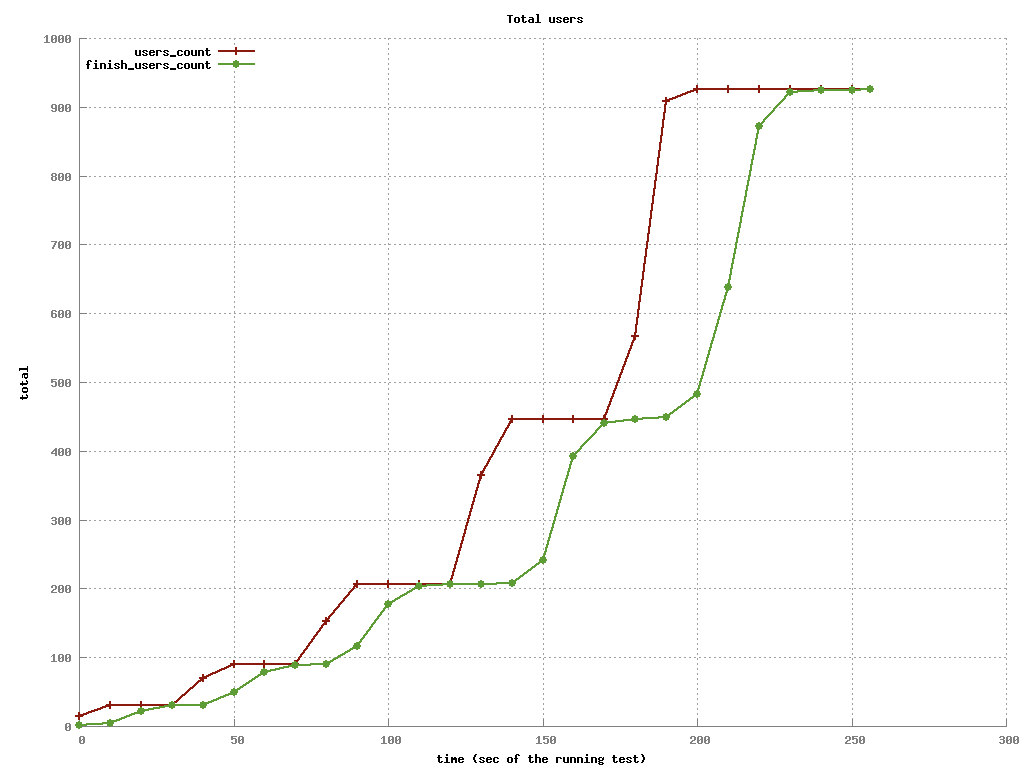 Total users
users_count
finish_users_count
1000
900
800
700
600
500
400
300
200
100
0
total
0 50 100 150 200 250 300
time (sec of the running test)